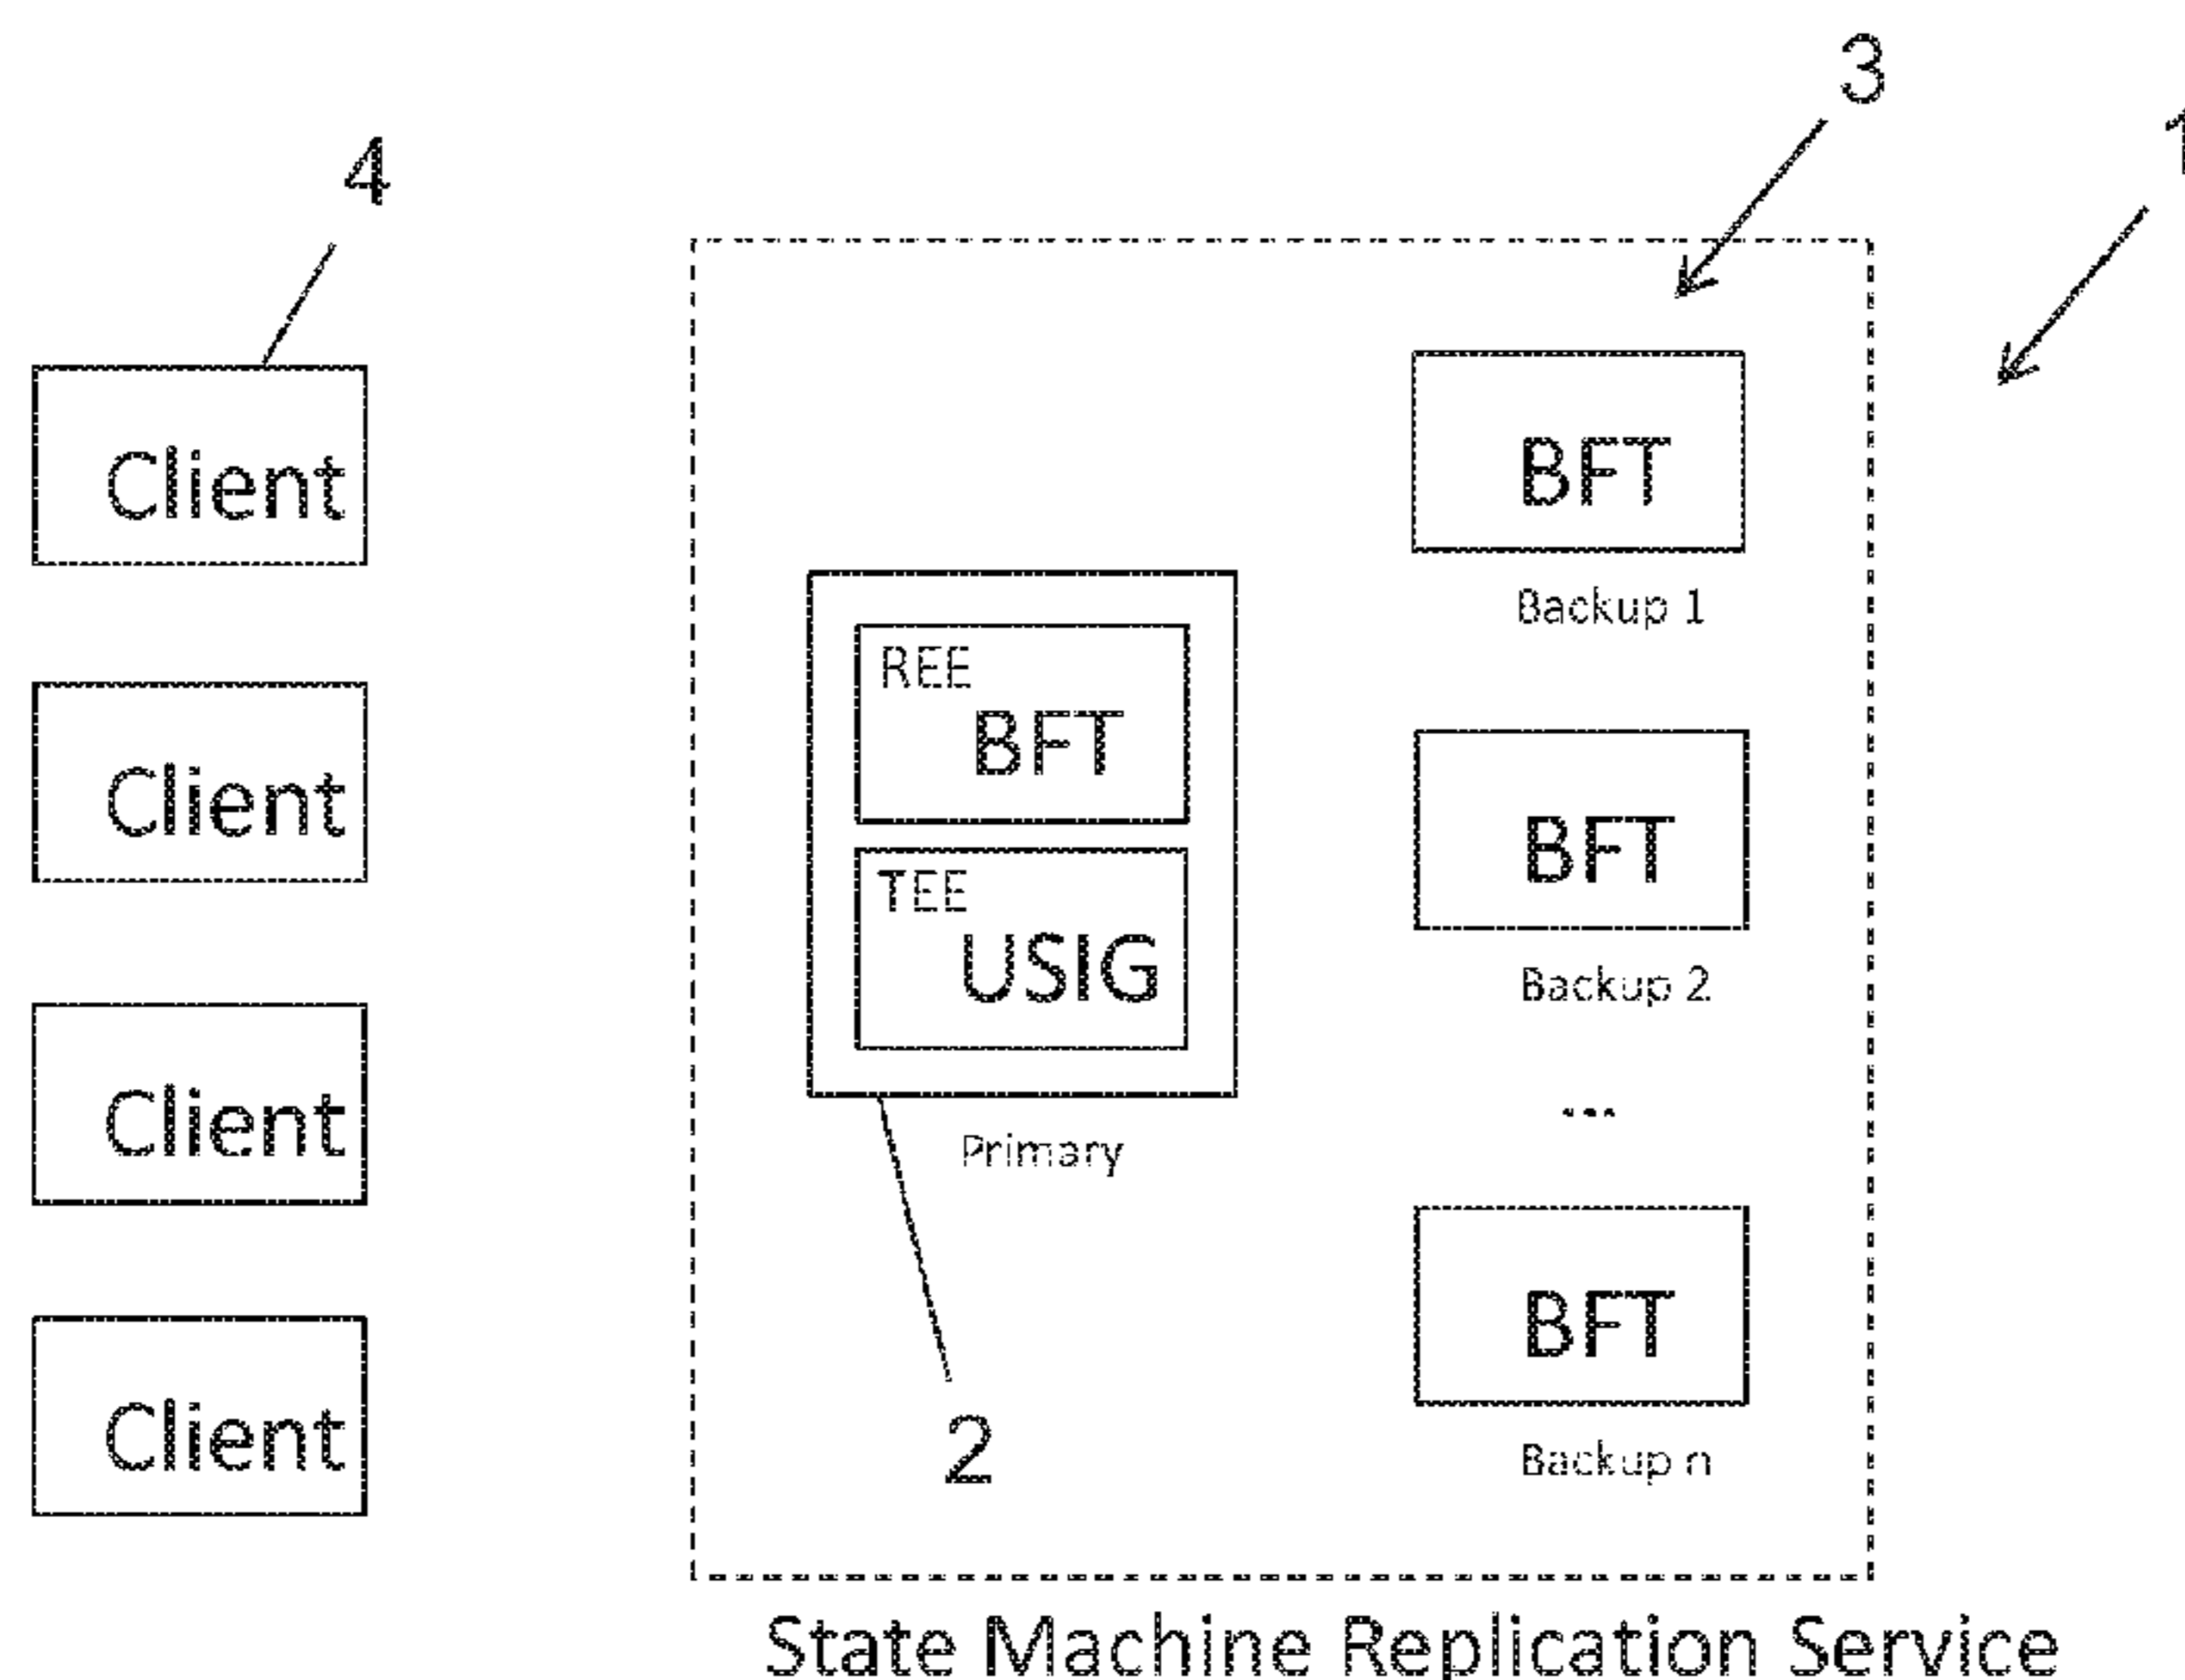 3
1
4
Client
Client
Client
Client
REE
BFT
TEE
USIG
Primary
2
BFT
Backup 1
BFT
Backup 2
...
BFT
Backup n
State Machine Replication Service